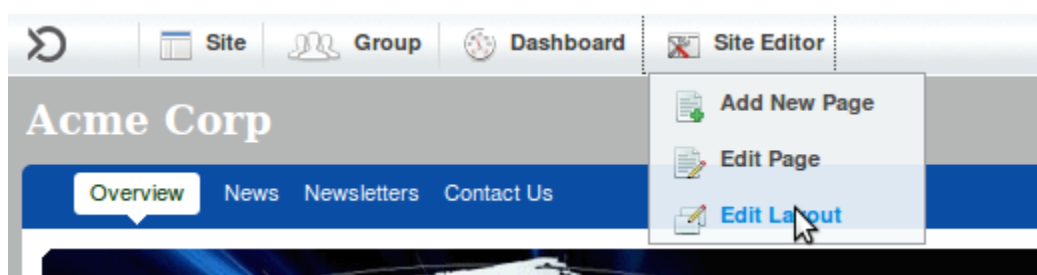 Site Group Dashboard Site Editor
Add New Page
Acme Corp
Edit Page
Overview News Newsletters Contact Us
Edit Layout